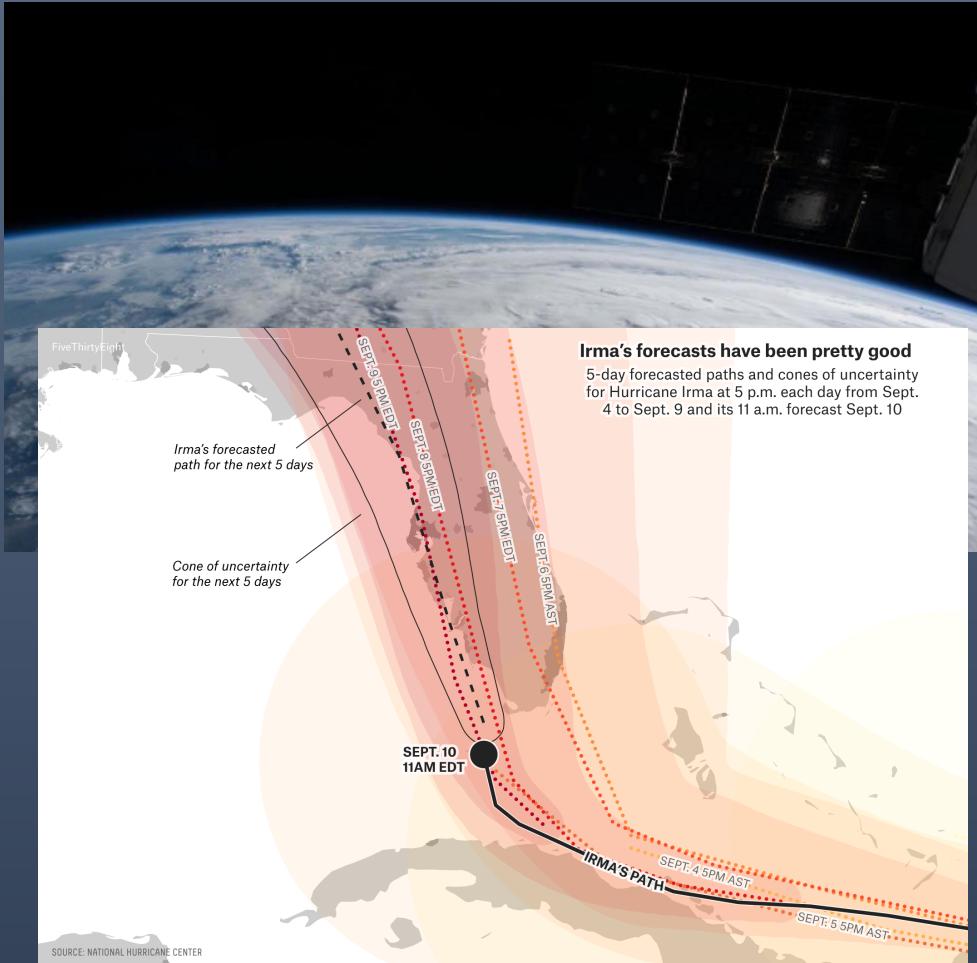 FiveThirtyEight
Irma's forecasts have been pretty good
5-day forecasted paths and cones of uncertainty
for Hurricane Irma at 5 p.m. each day from Sept.
4 to Sept. 9 and its 11 a.m. forecast Sept. 10
SEPT. 9 5PM EDT
SEPT. 8 5PM EDT
SEPT. 7 5PM EDT
SEPT. 6 5PM AST
Irma's forecasted
path for the next 5 days
Cone of uncertainty
for the next 5 days
SEPT. 10
11AM EDT
IRMA'S PATH
SEPT. 4 5PM AST
SEPT. 5 5PM AST
SOURCE: NATIONAL HURRICANE CENTER